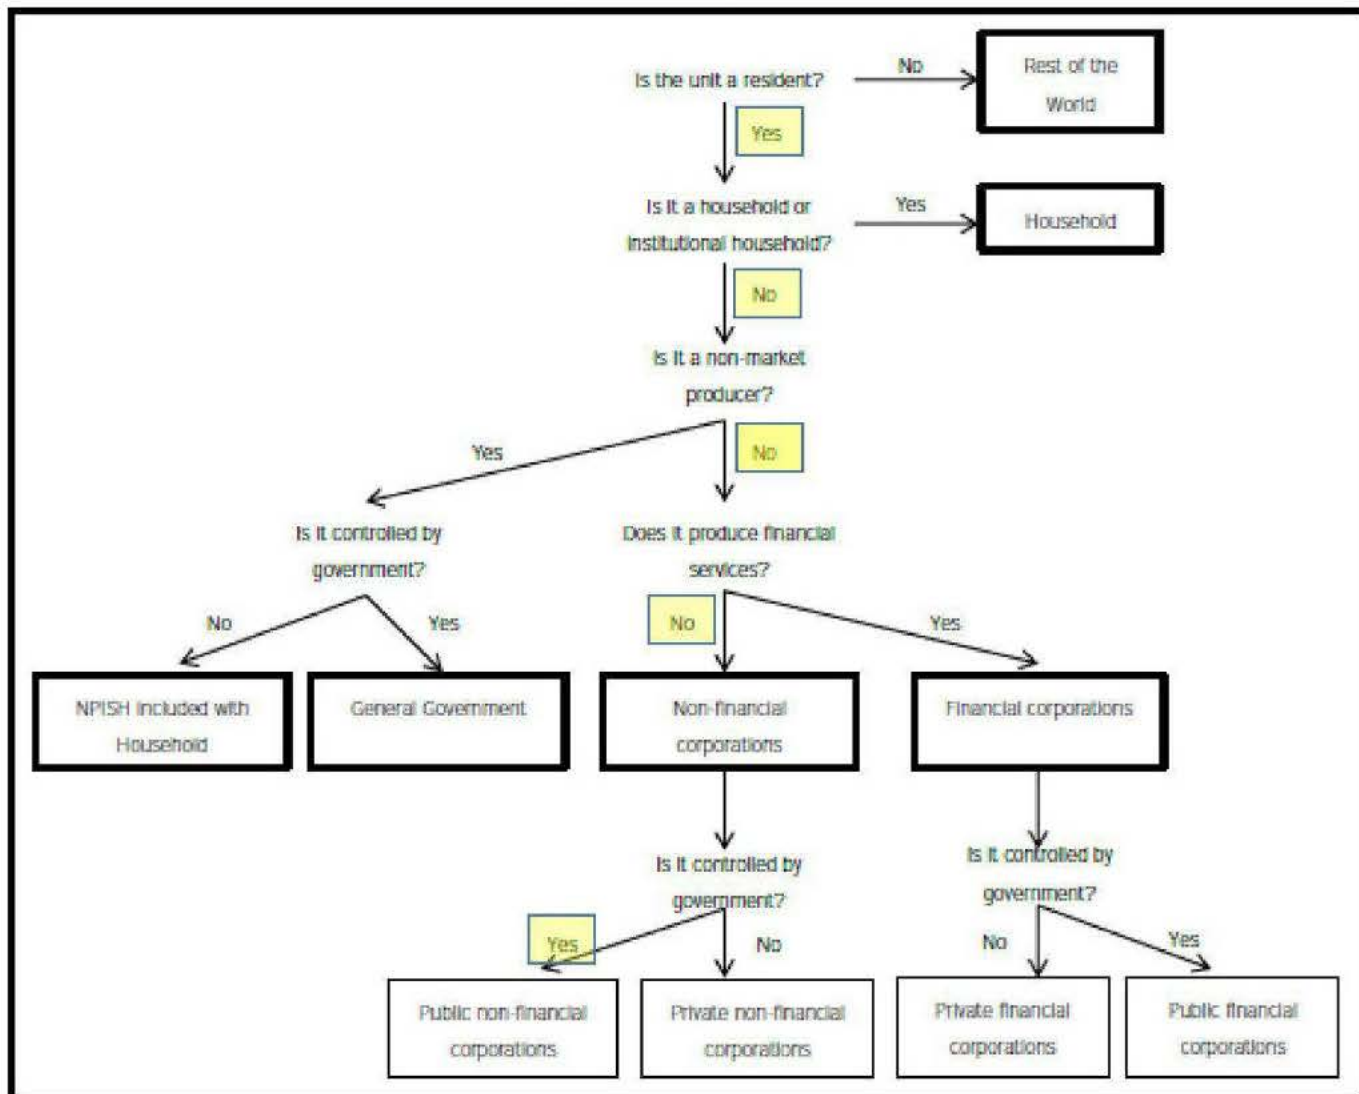 Is the unit a resident?
No
Rest of the
World
Yes
Is it a household or
institutional household?
Yes
Household
No
Is it a non-market
producer?
Yes
No
Is it controlled by
government?
Does it produce financial
services?
No
Yes
No
Yes
NPISH included with
Household
General Government
Non-financial
corporations
Financial corporations
Is it controlled by
government?
Is it controlled by
government?
Yes
No
No
Yes
Public non-financial
corporations
Private non-financial
corporations
Private financial
corporations
Public financial
corporations